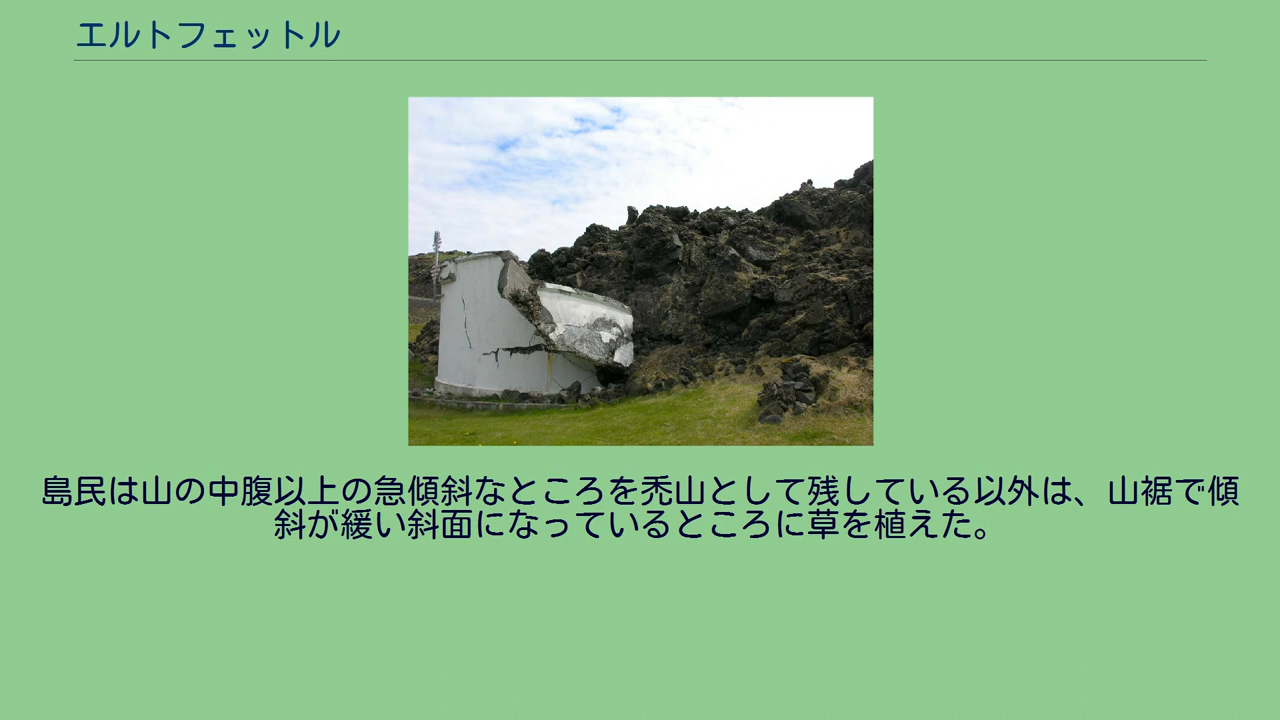 エルトフェットル
島民は山の中腹以上の急傾斜なところを禿山として残している以外は、山裾で傾
斜が緩い斜面になっているところに草を植えた。